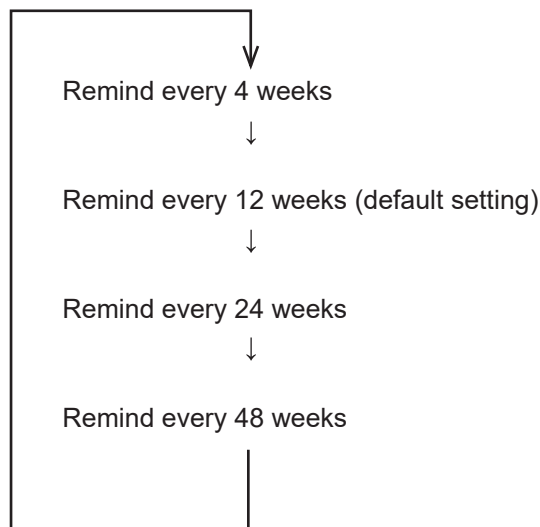 Remind every 4 weeks
↓
Remind every 12 weeks (default setting)
↓
Remind every 24 weeks
↓
Remind every 48 weeks